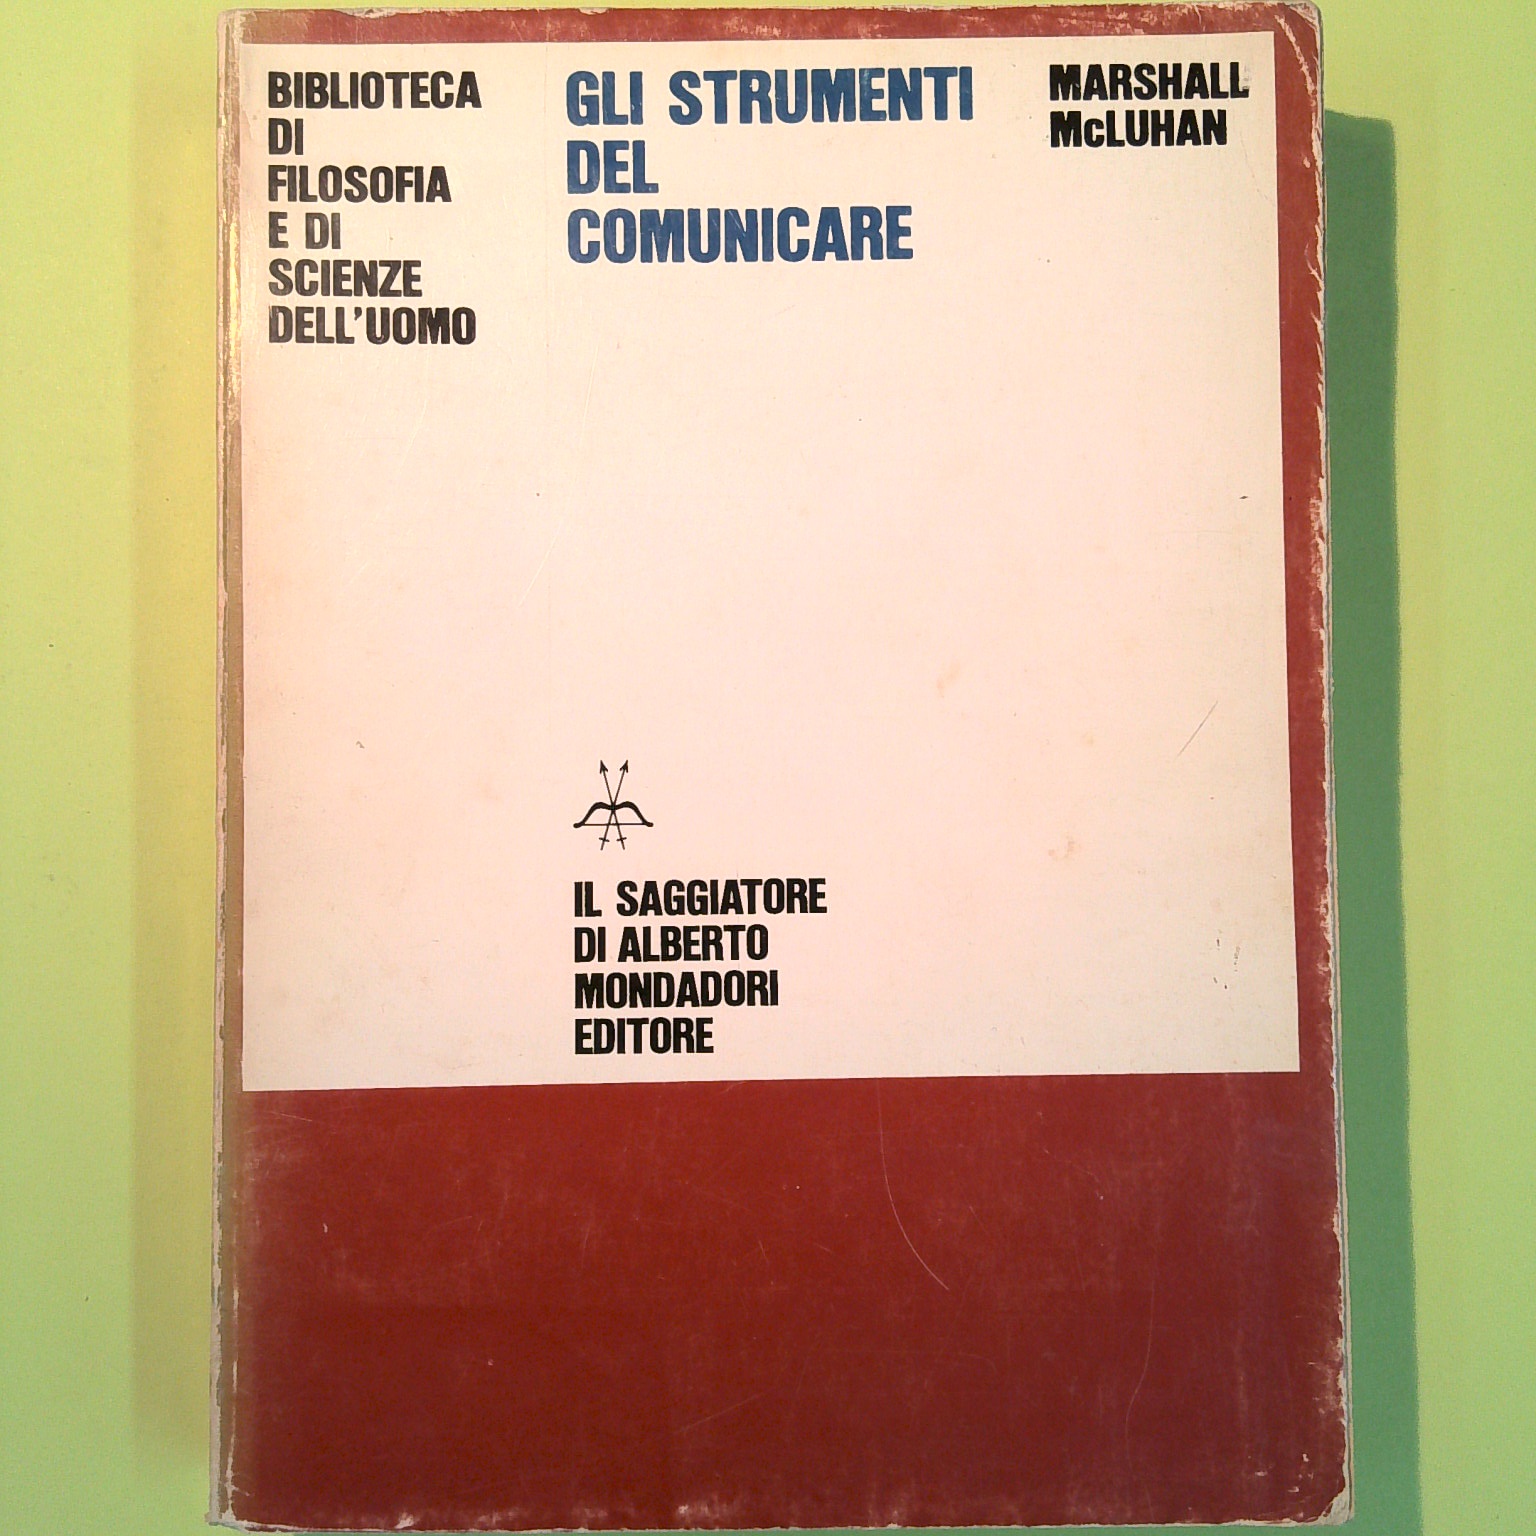 BIBLIOTECA
DI
FILOSOFIA
E DI
SCIENZE
DELL'UOMO
GLI STRUMENTI
DEL
COMUNICARE
MARSHALL
McLUHAN
IL SAGGIATORE
DI ALBERTO
MONDADORI
EDITORE